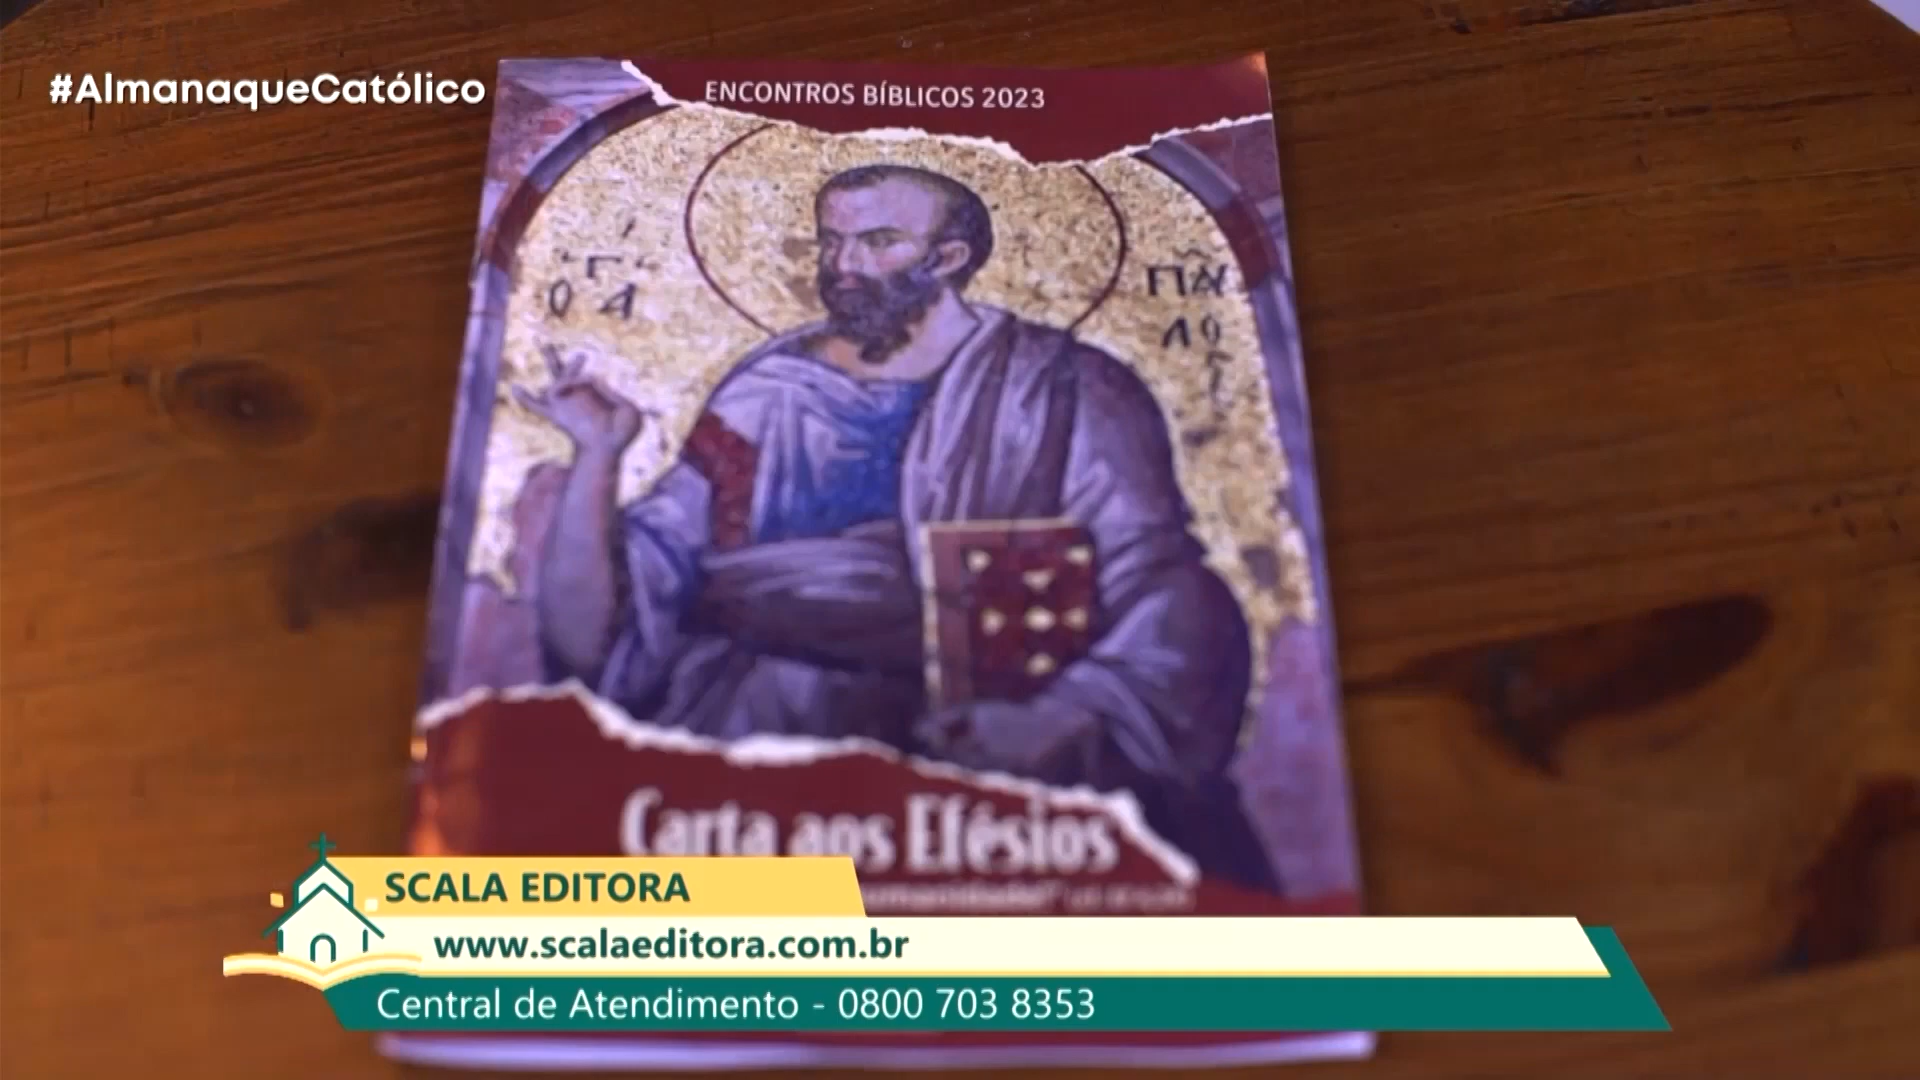 #AlmanaqueCatólico
ENCONTROS BÍBLICOS 2023
Ο Α
ΠΑΥ
ΛΟ
Carta aos Efésios
SCALA EDITORA
www.scalaeditora.com.br
Central de Atendimento - 0800 703 8353